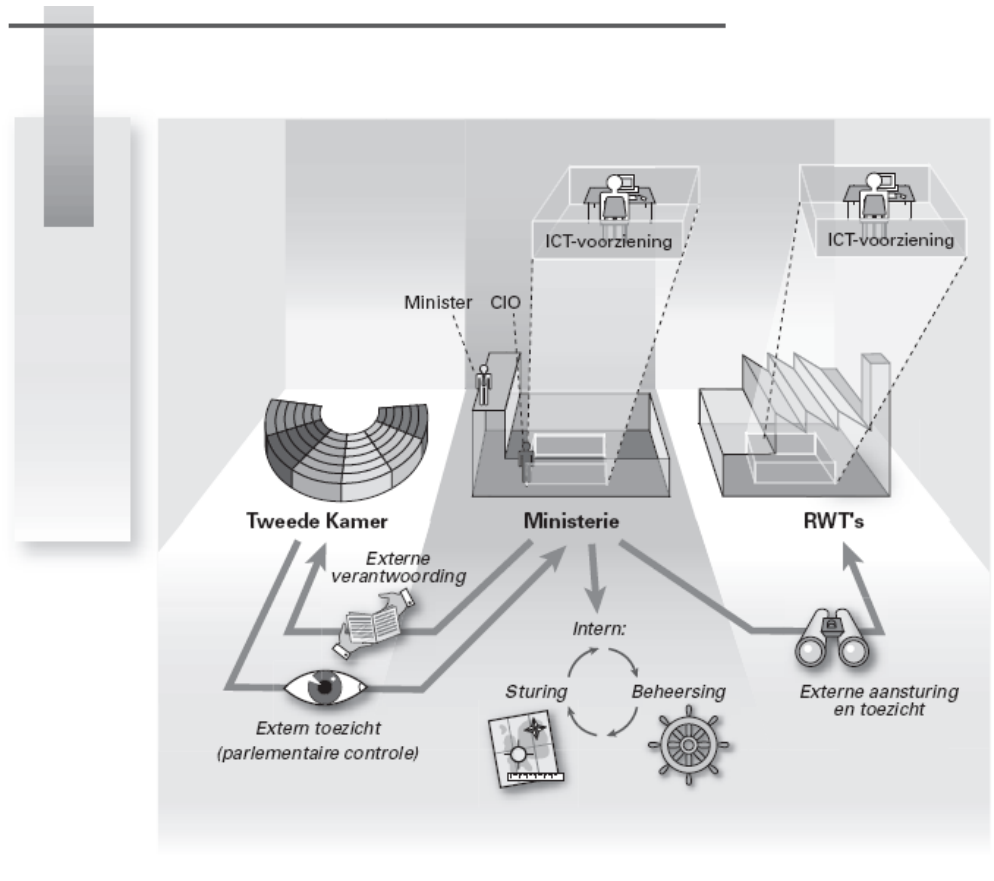 ICT-voorziening
ICT-voorziening
Minister
CIO
Tweede Kamer
Ministerie
RWT's
Externe
verantwoording
Intern:
Sturing
Beheersing
Externe aansturing
en toezicht
Extern toezicht
(parlementaire controle)